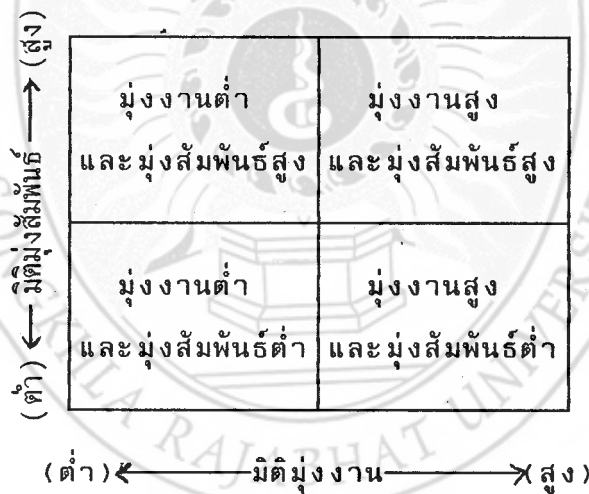 (ต่ำ) ← มิติมุ่งสัมพันธ์ → (สูง)
มุ่งงานต่ำ
และมุ่งสัมพันธ์สูง
มุ่งงานสูง
และมุ่งสัมพันธ์สูง
มุ่งงานต่ำ
และมุ่งสัมพันธ์ต่ำ
มุ่งงานสูง
และมุ่งสัมพันธ์ต่ำ
(ต่ำ) ← มิติมุ่งงาน → (สูง)
KHLA RAJABHAT UNIVERSI